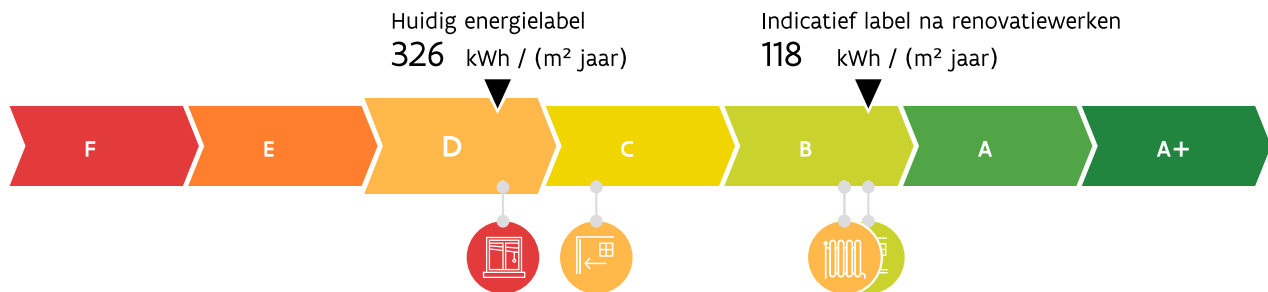 Huidig energielabel
326 kWh / (m² jaar)
Indicatief label na renovatiewerken
118 kWh / (m² jaar)
F
E
D
C
B
A
A+